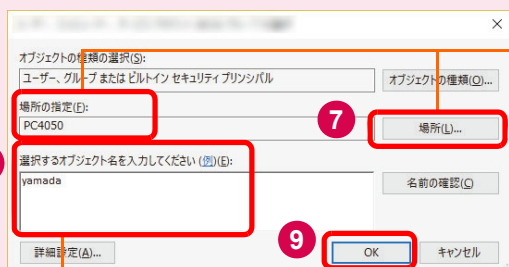 オブジェクトの種類の選択(S):
ユーザー、グループ または ビルトイン セキュリティ プリンシパル
オブジェクトの種類(O)...
場所の指定(F):
PC4050
7
場所(L)...
選択するオブジェクト名を入力してください (例)(E):
yamada
名前の確認(C)
詳細設定(A)...
9
OK
キャンセル